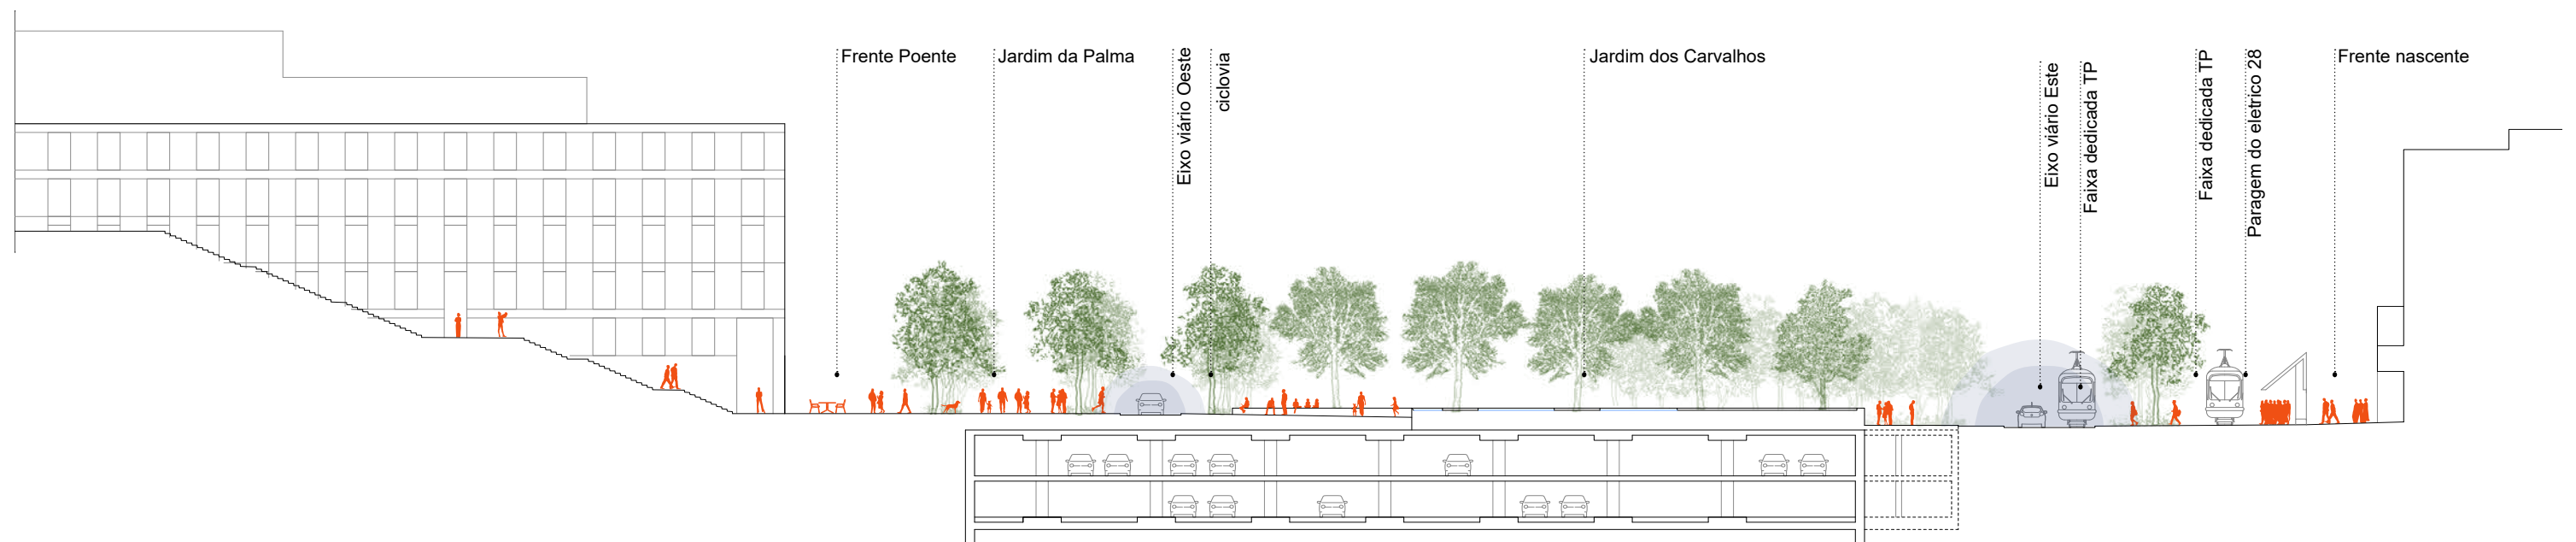 Frente Poente
Jardim da Palma
Eixo viário Oeste
ciclovia
Jardim dos Carvalhos
Eixo viário Este
Faixa dedicada TP
Faixa dedicada TP
Paragem do eletrico 28
Frente nascente